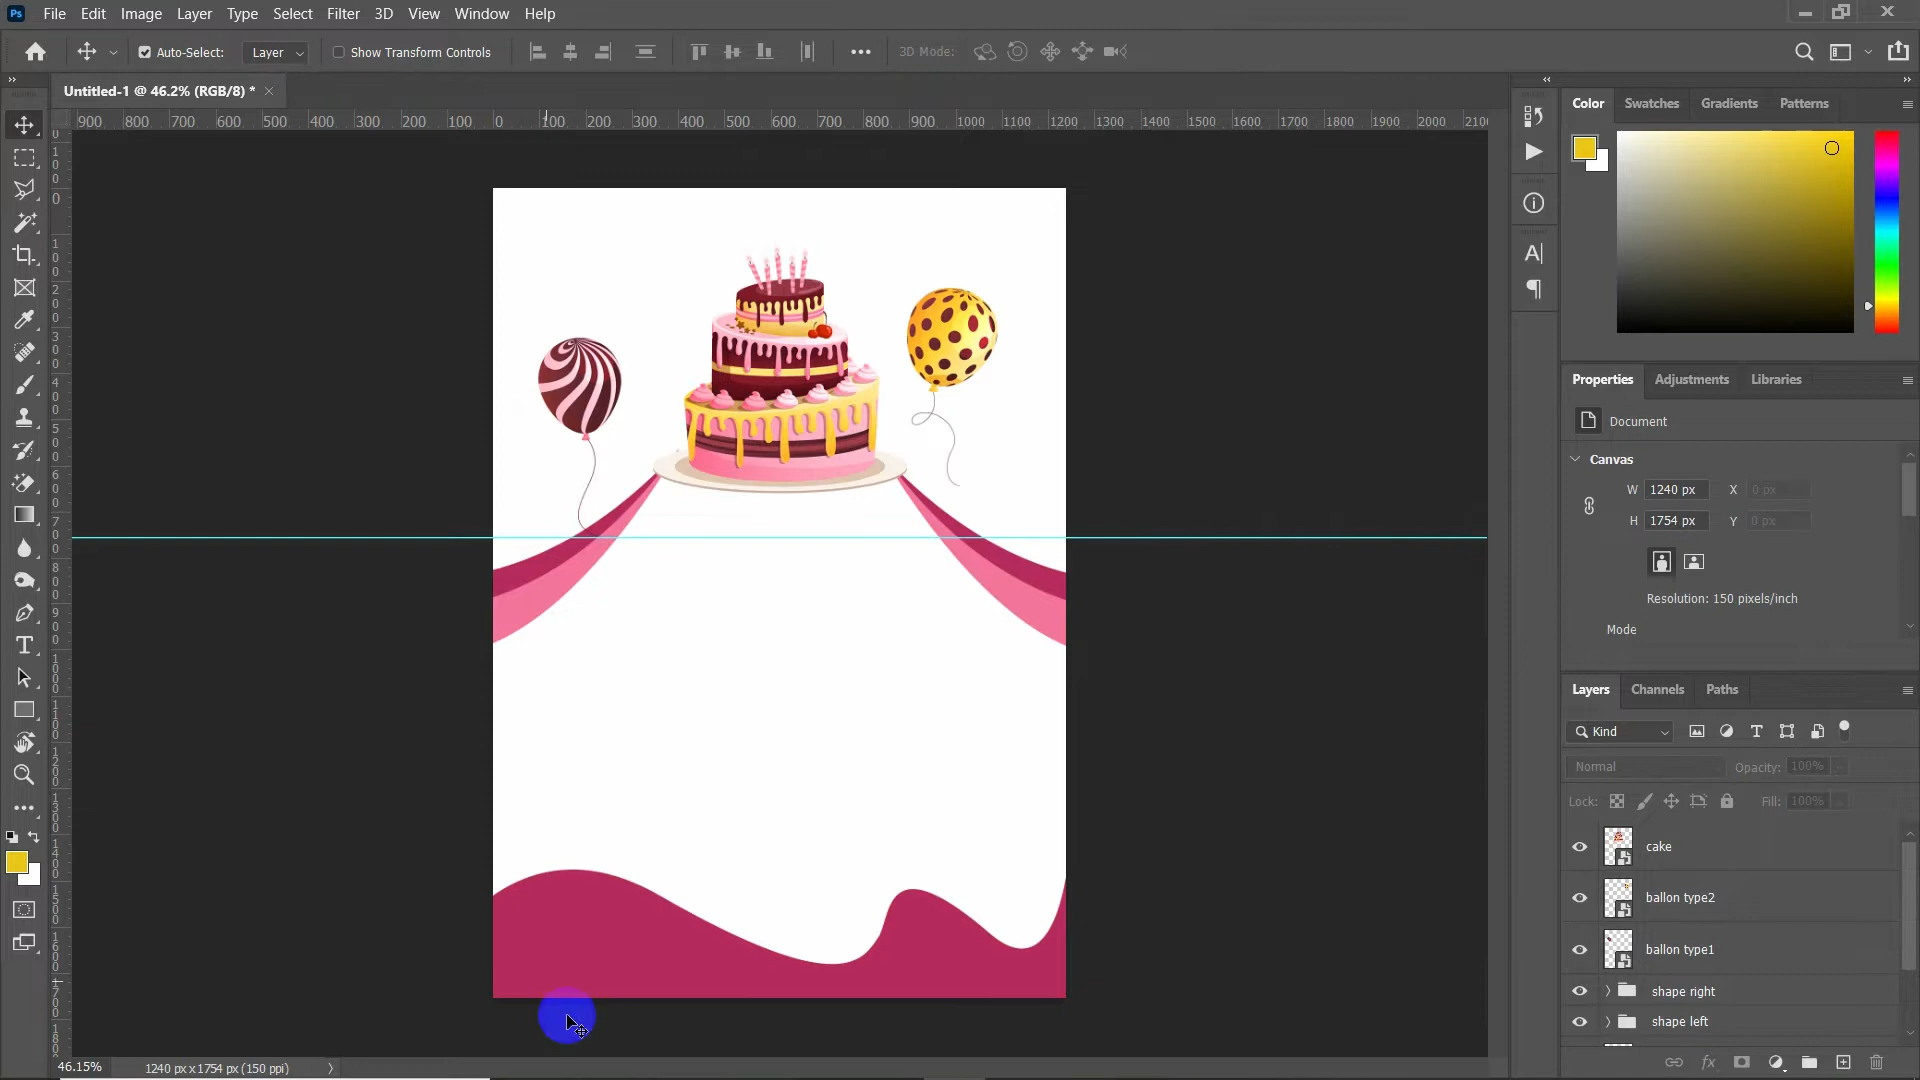 Ps File Edit Image Layer Type Select Filter 3D View Window Help
Auto-Select: Layer Show Transform Controls 3D Mode:
Untitled-1 @ 46.2% (RGB/8) *
900 800 700 600 500 400 300 200 100 0 100 200 300 400 500 600 700 800 900 1000 1100 1200 1300 1400 1500 1600 1700 1800 1900 2000
Color Swatches Gradients Patterns
Properties Adjustments Libraries
Document
Canvas
W 1240 px X 0 px
H 1754 px Y 0 px
Resolution: 150 pixels/inch
Mode
Layers Channels Paths
Kind
Normal Opacity: 100%
Lock: Fill: 100%
cake
ballon type2
ballon type1
shape right
shape left
46.15% 1240 px x 1754 px (150 ppi)